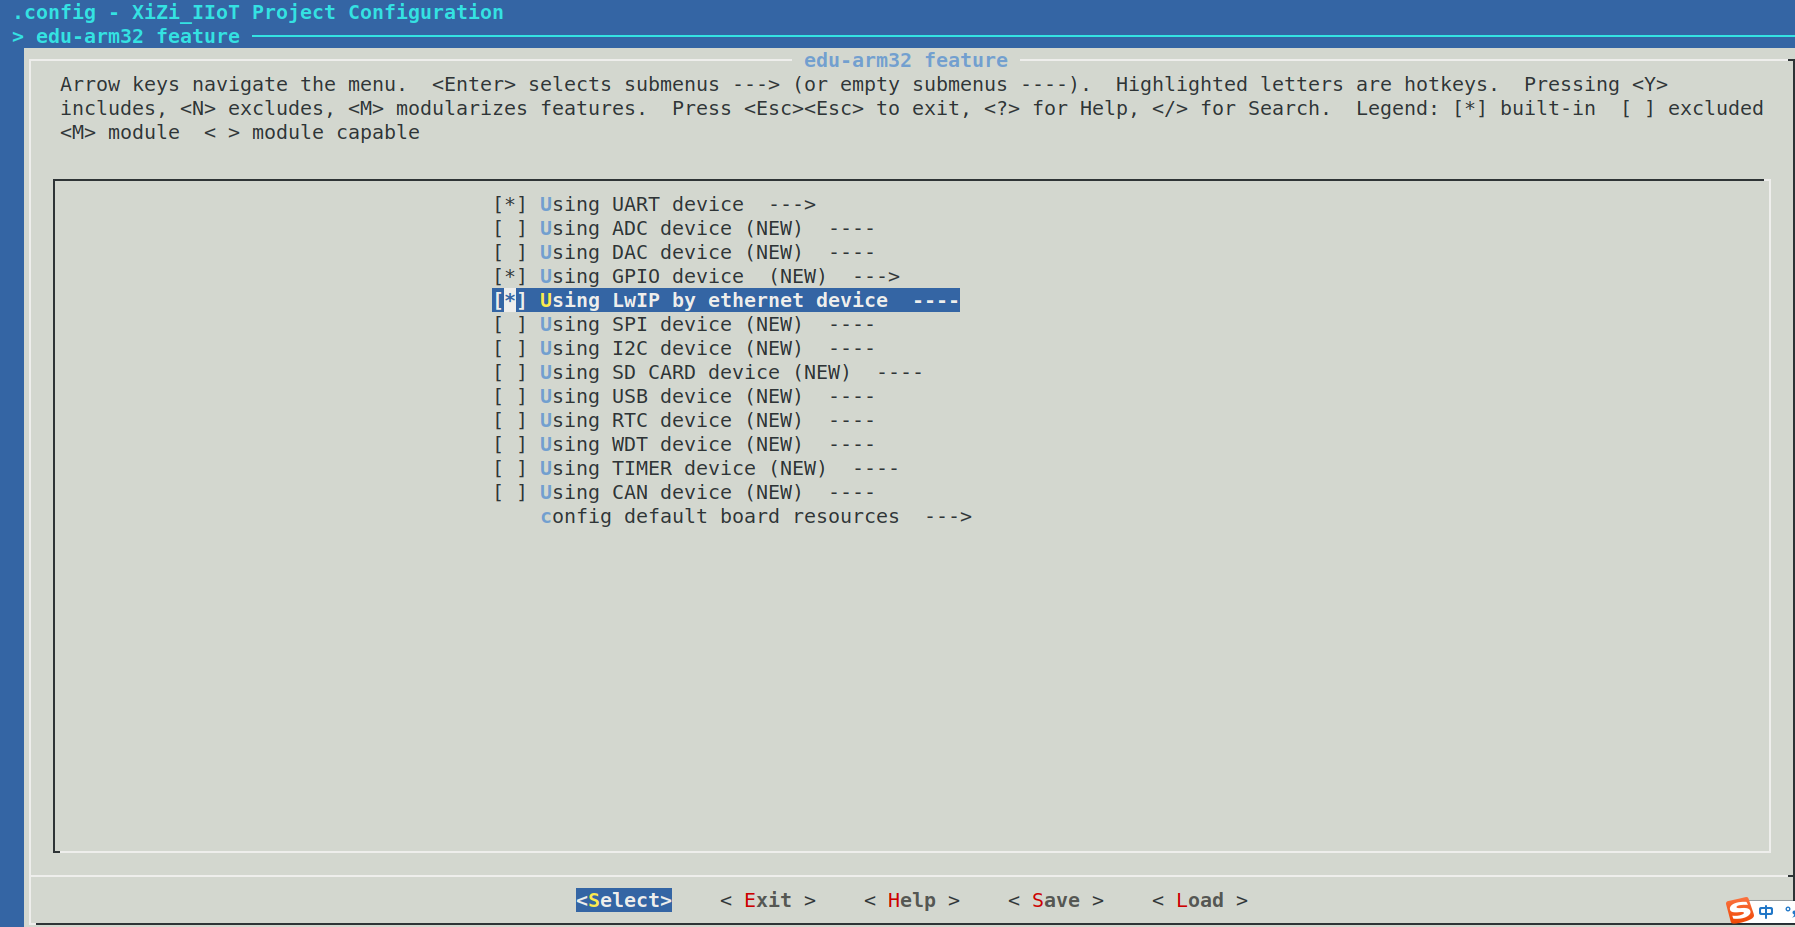 .config - XiZi_IIoT Project Configuration
> edu-arm32 feature
edu-arm32 feature
Arrow keys navigate the menu.  <Enter> selects submenus ---> (or empty submenus ----).  Highlighted letters are hotkeys.  Pressing <Y>
includes, <N> excludes, <M> modularizes features.  Press <Esc><Esc> to exit, <?> for Help, </> for Search.  Legend: [*] built-in  [ ] excluded
<M> module  < > module capable
[*] Using UART device  --->
[ ] Using ADC device (NEW)  ----
[ ] Using DAC device (NEW)  ----
[*] Using GPIO device  (NEW)  --->
[*] Using LwIP by ethernet device  ----
[ ] Using SPI device (NEW)  ----
[ ] Using I2C device (NEW)  ----
[ ] Using SD CARD device (NEW)  ----
[ ] Using USB device (NEW)  ----
[ ] Using RTC device (NEW)  ----
[ ] Using WDT device (NEW)  ----
[ ] Using TIMER device (NEW)  ----
[ ] Using CAN device (NEW)  ----
config default board resources  --->
<Select>    < Exit >    < Help >    < Save >    < Load >
S 中 °,